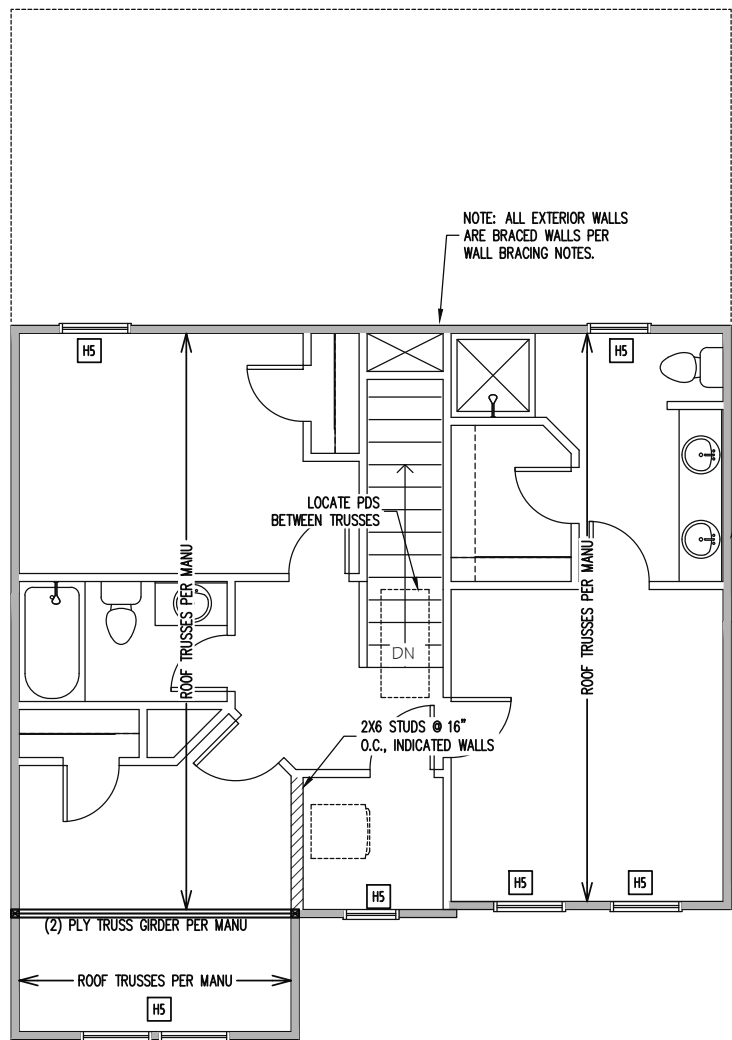 NOTE: ALL EXTERIOR WALLS
ARE BRACED WALLS PER
WALL BRACING NOTES.
H5
H5
LOCATE PDS
BETWEEN TRUSSES
ROOF TRUSSES PER MANU
ROOF TRUSSES PER MANU
DN
2X6 STUDS @ 16"
O.C., INDICATED WALLS
H5
H5
H5
(2) PLY TRUSS GIRDER PER MANU
ROOF TRUSSES PER MANU
H5